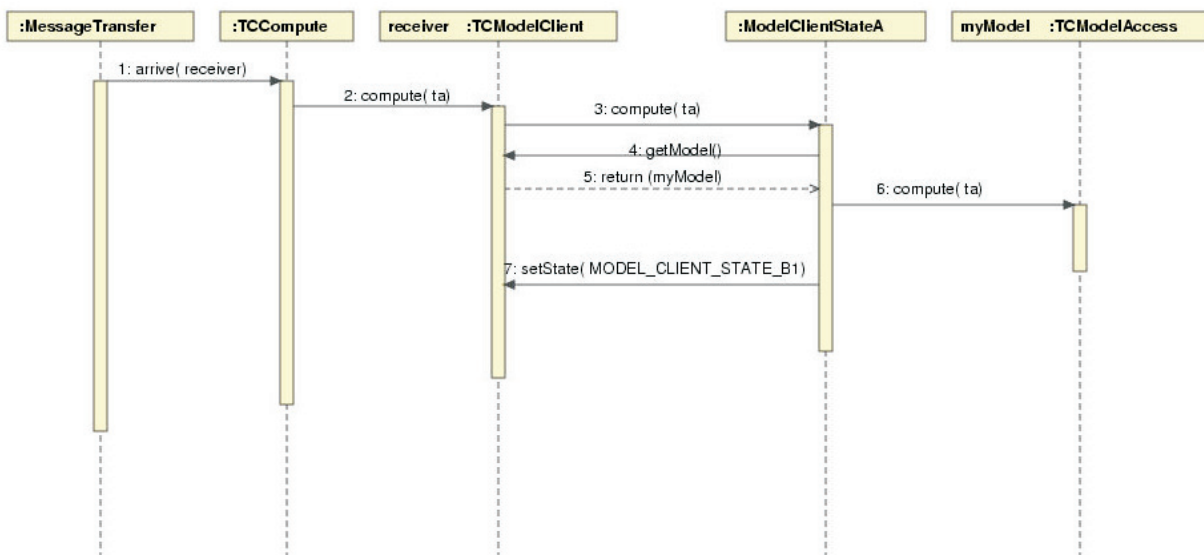 :MessageTransfer
:TCCompute
receiver :TCModelClient
:ModelClientStateA
myModel :TCModelAccess
1: arrive( receiver)
2: compute( ta)
3: compute( ta)
4: getModel()
5: return (myModel)
6: compute( ta)
7: setState( MODEL_CLIENT_STATE_B1)